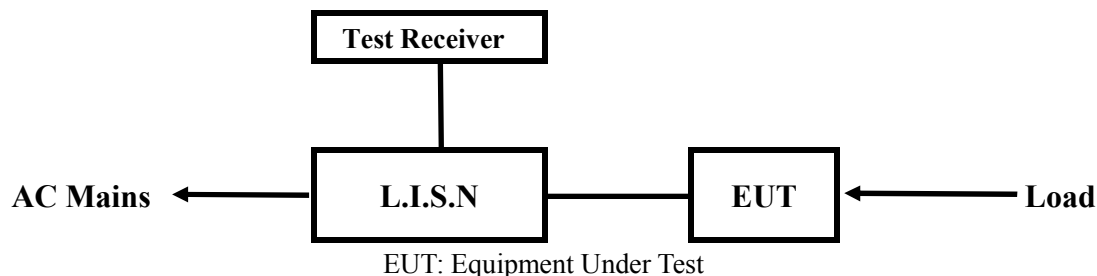 Test Receiver
AC Mains L.I.S.N EUT Load
EUT: Equipment Under Test